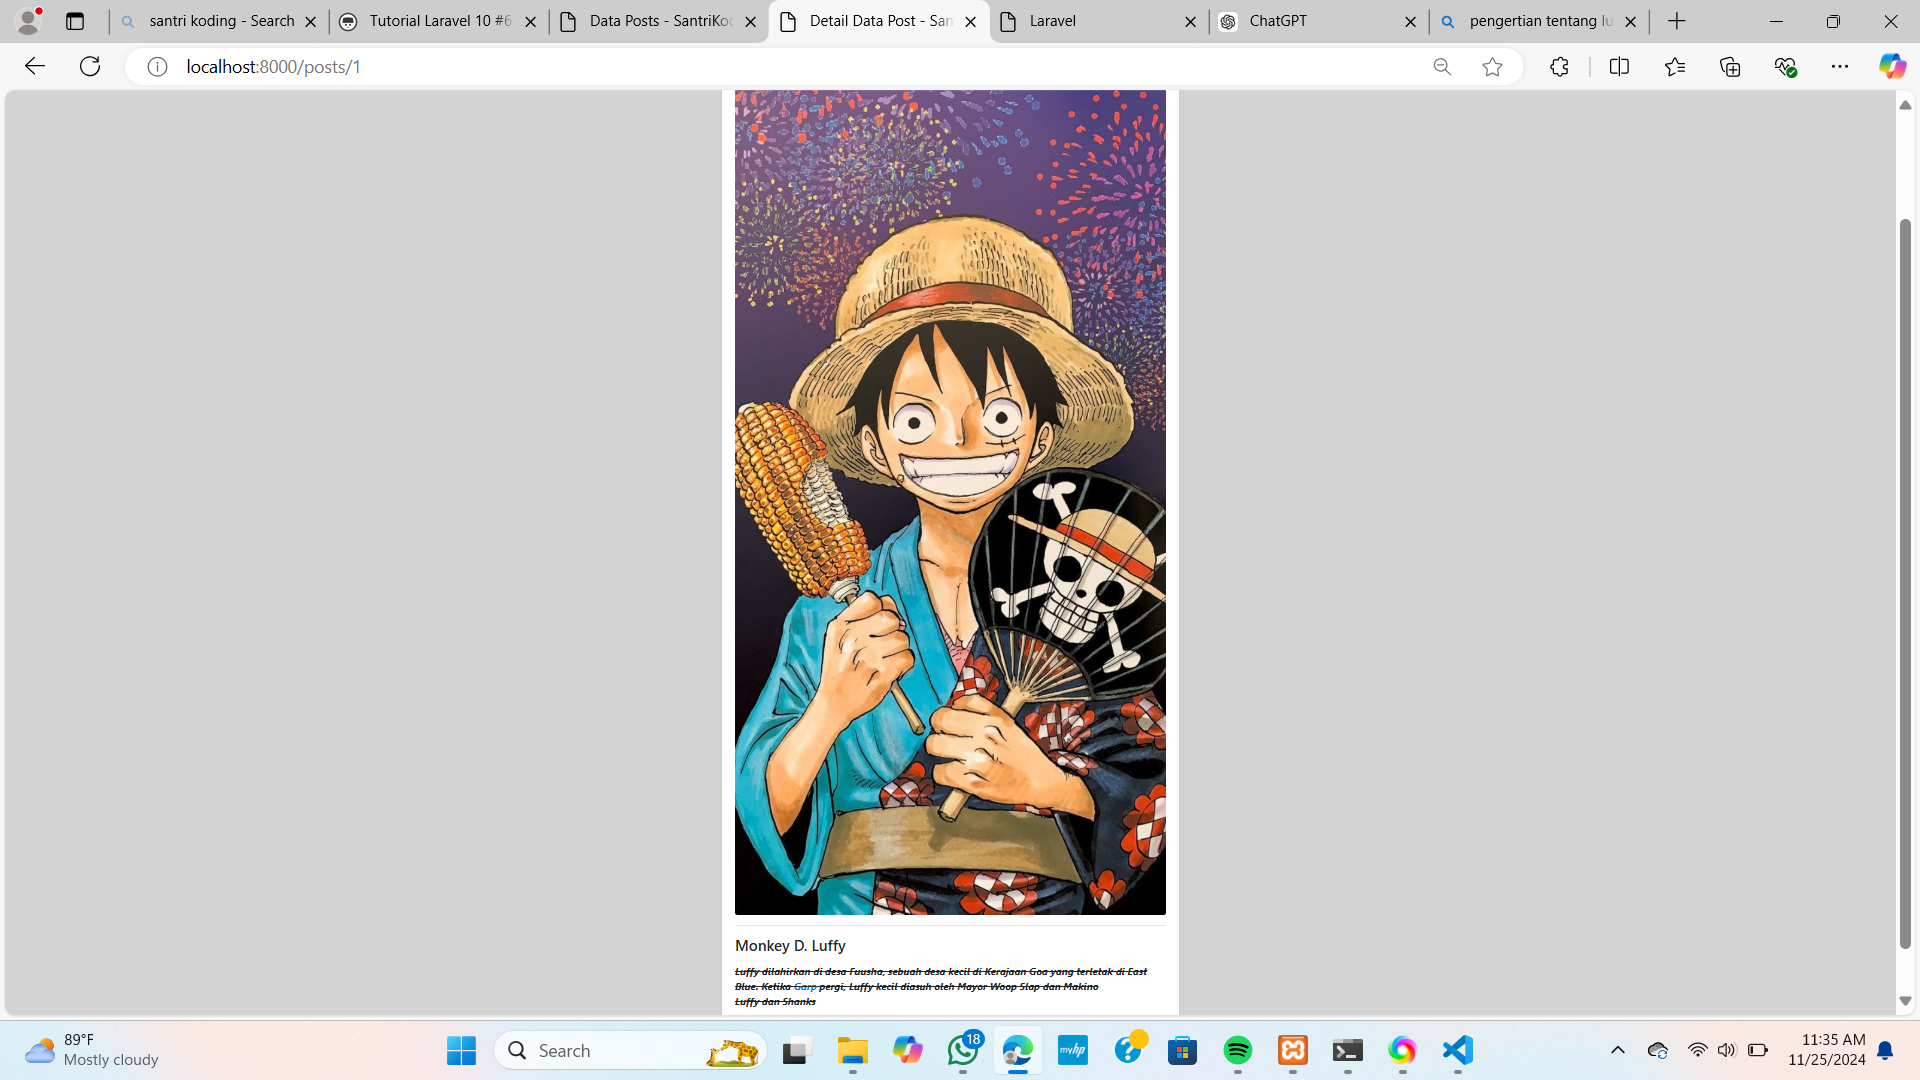 santri koding - Search
Tutorial Laravel 10 #6
Data Posts - SantriKo
Detail Data Post - San
Laravel
ChatGPT
pengertian tentang lu
localhost:8000/posts/1
Monkey D. Luffy
Luffy dilahirkan di desa Fuusha, sebuah desa kecil di Kerajaan Goa yang terletak di East
Blue. Ketika Garp pergi, Luffy kecil diasuh oleh Mayor Woop Slap dan Makino
Luffy dan Shanks
89°F
Mostly cloudy
Search
18
myhp
11:35 AM
11/25/2024